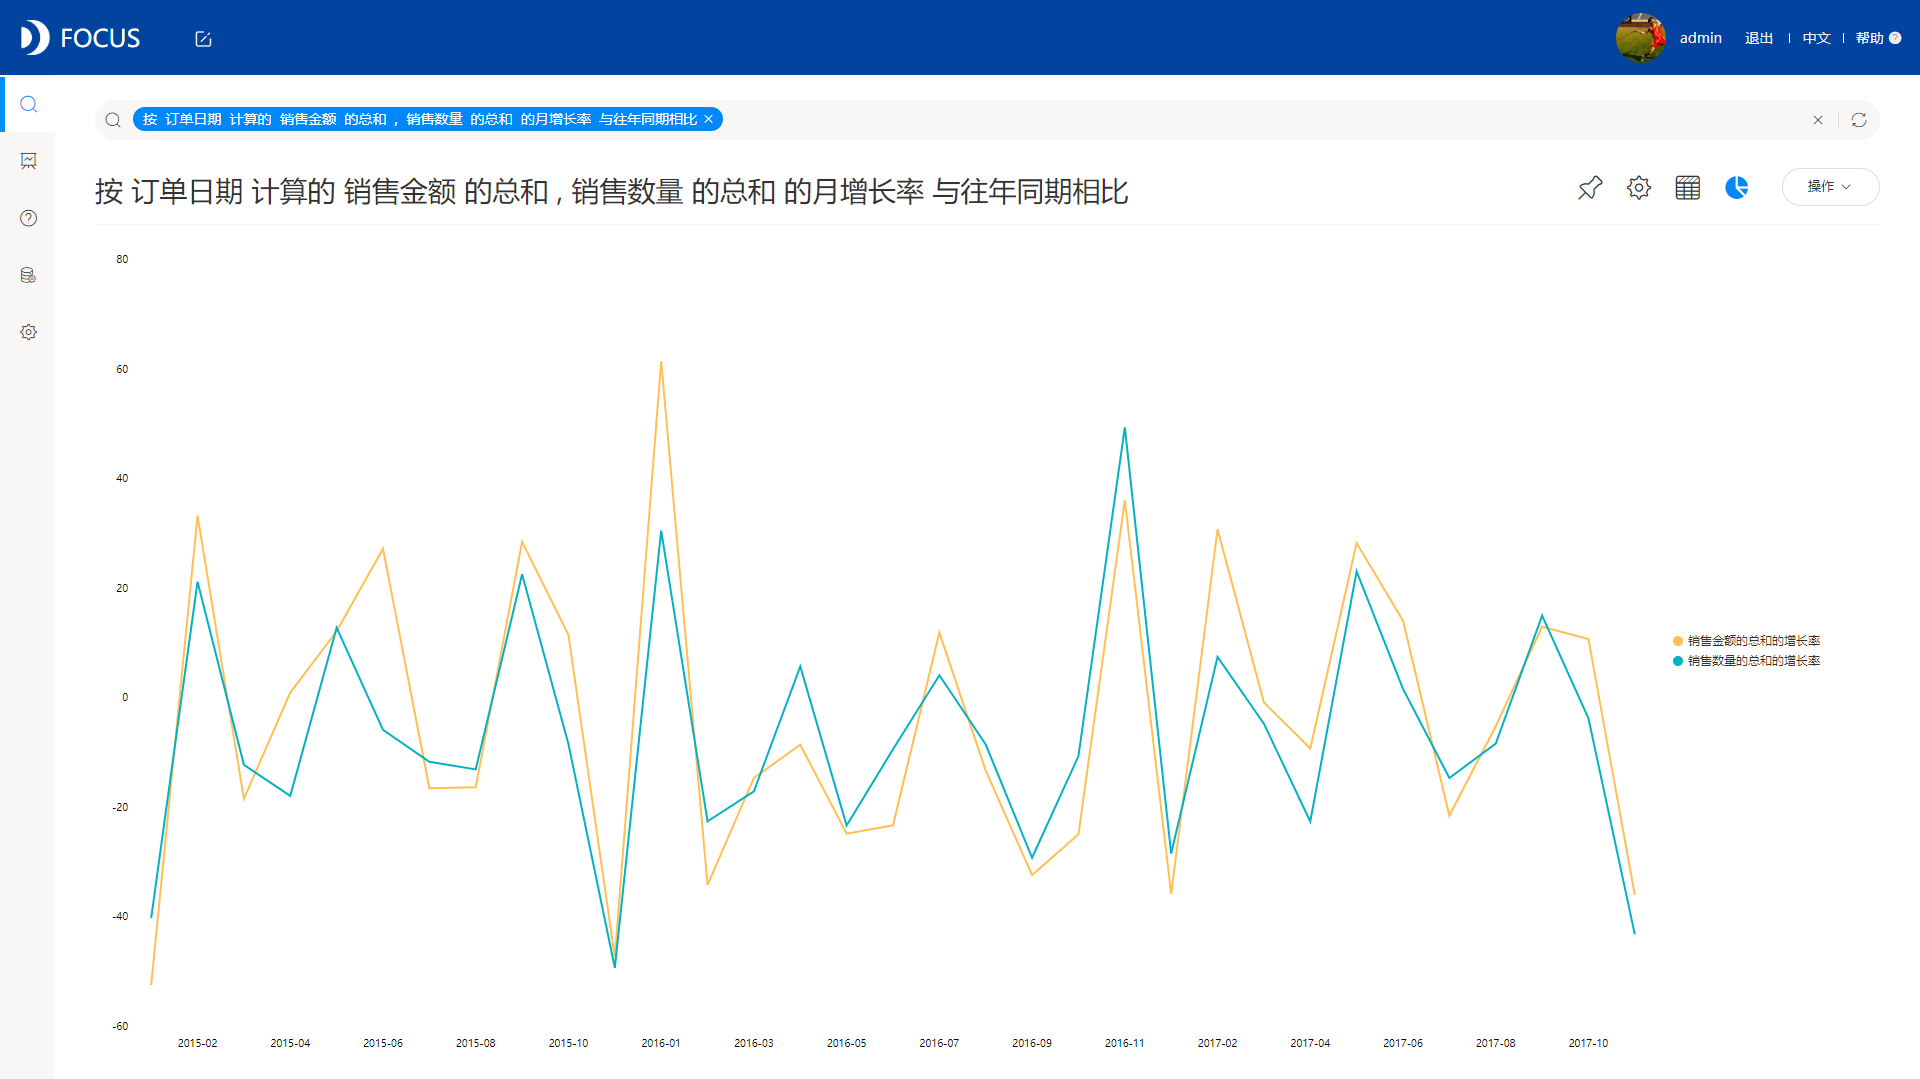 FOCUS
admin 退出 中文 帮助 ?
按 订单日期 计算的 销售金额 的总和 , 销售数量 的总和 的月增长率 与往年同期相比
按 订单日期 计算的 销售金额 的总和 , 销售数量 的总和 的月增长率 与往年同期相比
操作
80
60
40
20
0
-20
-40
-60
销售金额的总和的增长率
销售数量的总和的增长率
2015-02 2015-04 2015-06 2015-08 2015-10 2016-01 2016-03 2016-05 2016-07 2016-09 2016-11 2017-02 2017-04 2017-06 2017-08 2017-10